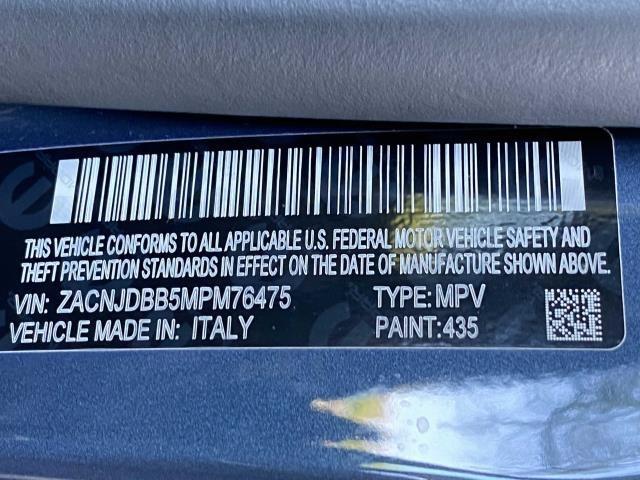 THIS VEHICLE CONFORMS TO ALL APPLICABLE U.S. FEDERAL MOTOR VEHICLE SAFETY AND
THEFT PREVENTION STANDARDS IN EFFECT ON THE DATE OF MANUFACTURE SHOWN ABOVE.
VIN: ZACNJDBB5MPM76475 TYPE:MPV
VEHICLE MADE IN: ITALY PAINT:435